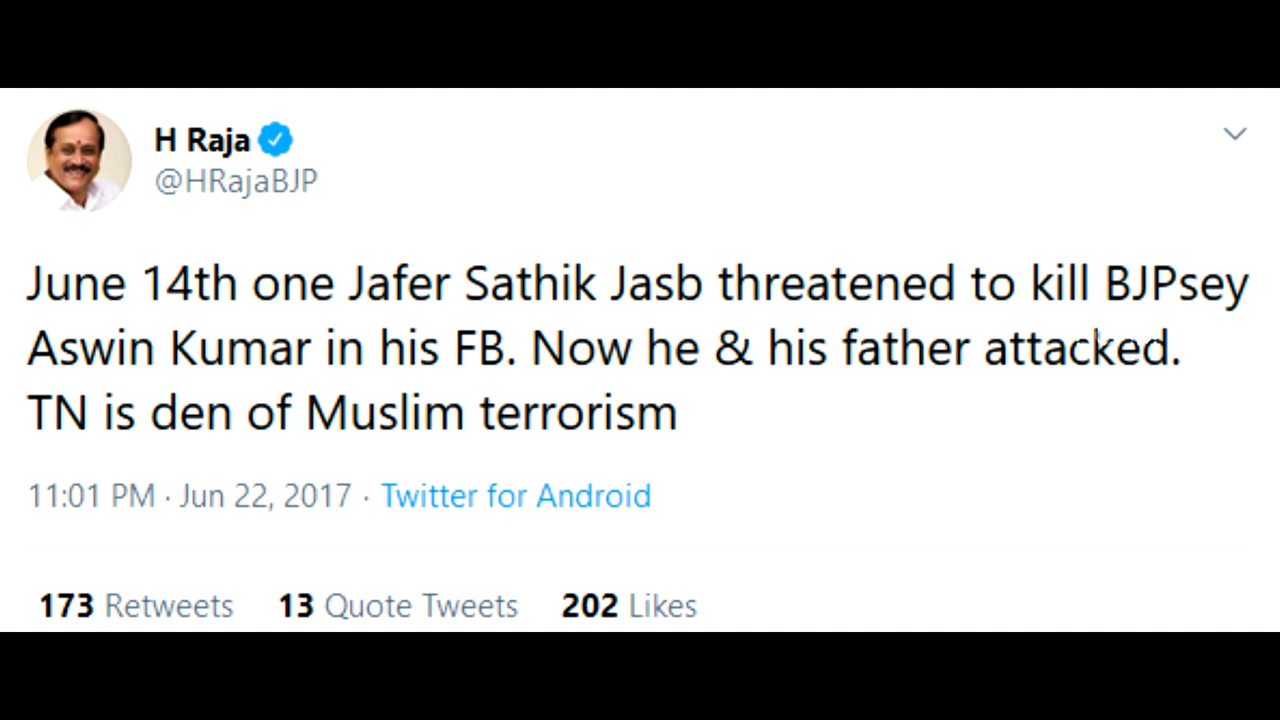 H Raja
@HRajaBJP
June 14th one Jafer Sathik Jasb threatened to kill BJPsey
Aswin Kumar in his FB. Now he & his father attacked.
TN is den of Muslim terrorism
11:01 PM · Jun 22, 2017 · Twitter for Android
173 Retweets 13 Quote Tweets 202 Likes